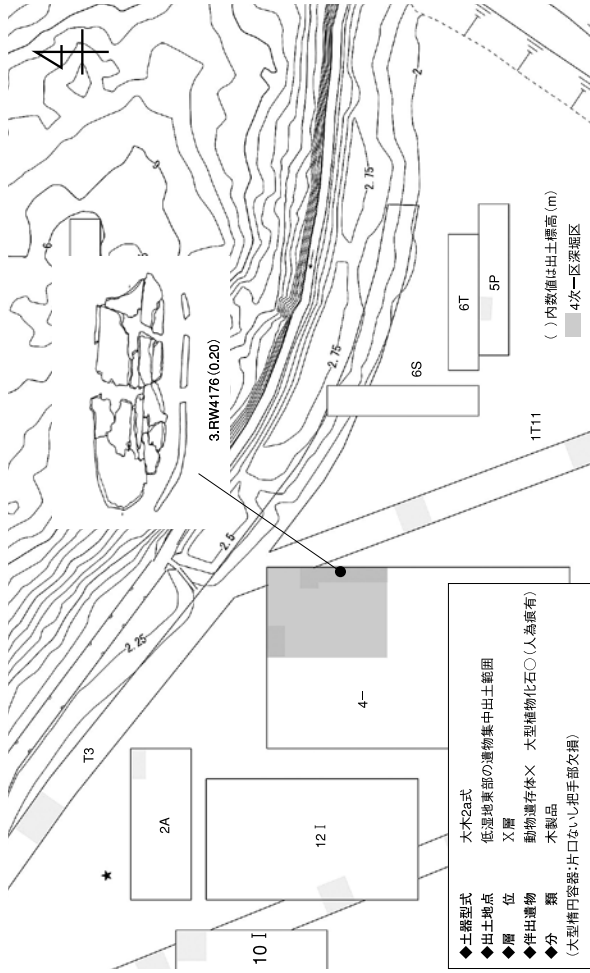 6
6
2
2.75
2.75
2.5
2.25
3.RW4176(0.20)
6T
5P
6S
1T11
( )内数値は出土標高(m)
4次一区深堀区
T3
2A
12 I
10 I
4一
★
◆土器型式 大木2a式
◆出土地点 低湿地東部の遺物集中出土範囲
◆層 位 X層
◆伴出遺物 動物遺存体× 大型植物化石○(人為痕有)
◆分 類 木製品
(大型楕円容器:片口ないし把手部欠損)